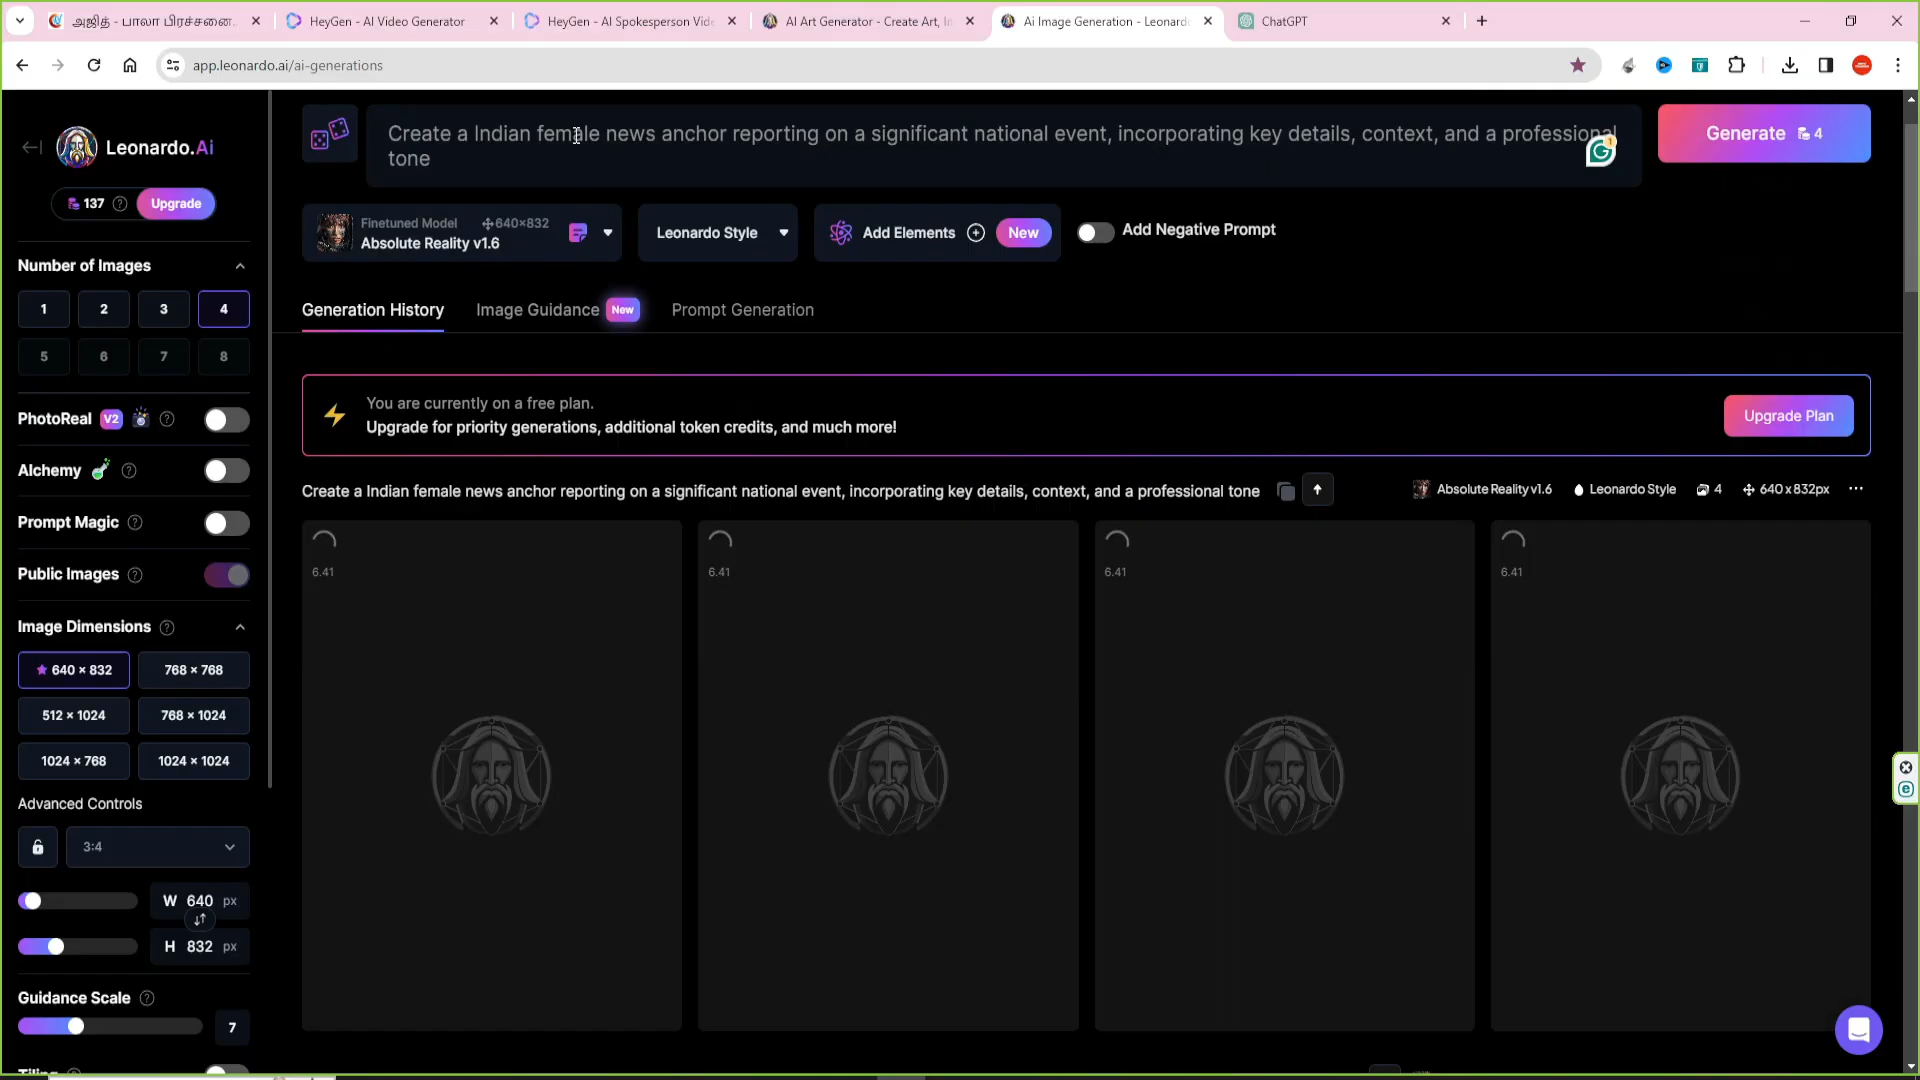 அஜித் - பாலா பிரச்சனை.
HeyGen - AI Video Generator
HeyGen - AI Spokesperson Vide
AI Art Generator - Create Art, In
Ai Image Generation - Leonardo
ChatGPT
app.leonardo.ai/ai-generations
Leonardo.Ai
137 Upgrade
Create a Indian female news anchor reporting on a significant national event, incorporating key details, context, and a professional
tone
Generate 4
Finetuned Model 640×832
Absolute Reality v1.6
Leonardo Style
Add Elements New
Add Negative Prompt
Number of Images
1 2 3 4
5 6 7 8
PhotoReal V2
Alchemy
Prompt Magic
Public Images
Image Dimensions
640 × 832 768 × 768
512 × 1024 768 × 1024
1024 × 768 1024 × 1024
Advanced Controls
3:4
W 640 px
H 832 px
Guidance Scale
7
Tiling
Generation History Image Guidance New Prompt Generation
You are currently on a free plan.
Upgrade for priority generations, additional token credits, and much more!
Upgrade Plan
Create a Indian female news anchor reporting on a significant national event, incorporating key details, context, and a professional tone
Absolute Reality v1.6 Leonardo Style 4 640 x 832px
6.41 6.41 6.41 6.41